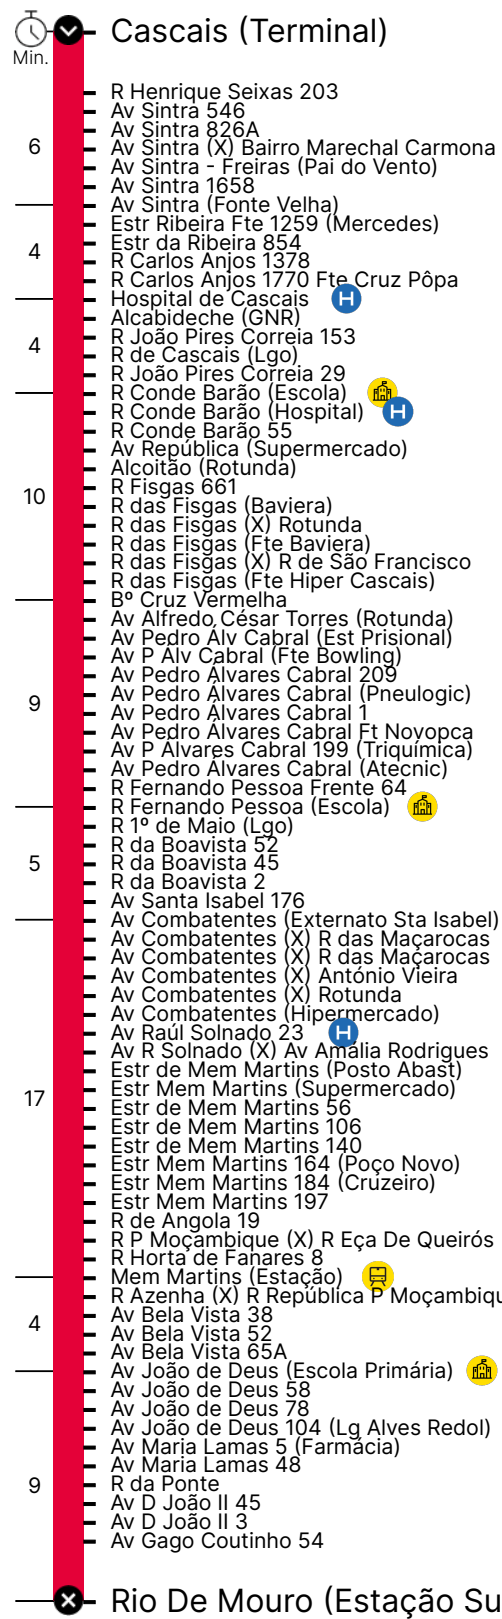 Cascais (Terminal)
Min.
R Henrique Seixas 203
Av Sintra 546
Av Sintra 826A
6
Av Sintra (X) Bairro Marechal Carmona
Av Sintra - Freiras (Pai do Vento)
Av Sintra 1658
Av Sintra (Fonte Velha)
Estr Ribeira Fte 1259 (Mercedes)
Estr da Ribeira 854
4
R Carlos Anjos 1378
R Carlos Anjos 1770 Fte Cruz Pôpa
Hospital de Cascais H
Alcabideche (GNR)
R João Pires Correia 153
4
R de Cascais (Lgo)
R João Pires Correia 29
R Conde Barão (Escola)
R Conde Barão (Hospital) H
R Conde Barão 55
Av República (Supermercado)
Alcoitão (Rotunda)
R Fisgas 661
10
R das Fisgas (Baviera)
R das Fisgas (X) Rotunda
R das Fisgas (Fte Baviera)
R das Fisgas (X) R de São Francisco
R das Fisgas (Fte Hiper Cascais)
Bº Cruz Vermelha
Av Alfredo César Torres (Rotunda)
Av Pedro Álv Cabral (Est Prisional)
Av P Álv Cabral (Fte Bowling)
Av Pedro Álvares Cabral 209
Av Pedro Álvares Cabral (Pneulogic)
9
Av Pedro Álvares Cabral 1
Av Pedro Álvares Cabral Ft Novopca
Av P Álvares Cabral 199 (Triquímica)
Av Pedro Álvares Cabral (Atecnic)
R Fernando Pessoa Frente 64
R Fernando Pessoa (Escola)
R 1º de Maio (Lgo)
R da Boavista 52
5
R da Boavista 45
R da Boavista 2
Av Santa Isabel 176
Av Combatentes (Externato Sta Isabel)
Av Combatentes (X) R das Maçarocas
Av Combatentes (X) R das Maçarocas
Av Combatentes (X) António Vieira
Av Combatentes (X) Rotunda
Av Combatentes (Hipermercado)
Av Raúl Solnado 23 H
Av R Solnado (X) Av Amália Rodrigues
Estr de Mem Martins (Posto Abast)
Estr Mem Martins (Supermercado)
17
Estr de Mem Martins 56
Estr de Mem Martins 106
Estr de Mem Martins 140
Estr Mem Martins 164 (Poço Novo)
Estr Mem Martins 184 (Cruzeiro)
Estr Mem Martins 197
R de Angola 19
R P Moçambique (X) R Eça De Queirós
R Horta de Fanares 8
Mem Martins (Estação)
R Azenha (X) R República P Moçambiqu
Av Bela Vista 38
4
Av Bela Vista 52
Av Bela Vista 65A
Av João de Deus (Escola Primária)
Av João de Deus 58
Av João de Deus 78
Av João de Deus 104 (Lg Alves Redol)
Av Maria Lamas 5 (Farmácia)
Av Maria Lamas 48
9
R da Ponte
Av D João II 45
Av D João II 3
Av Gago Coutinho 54
Rio De Mouro (Estação Su